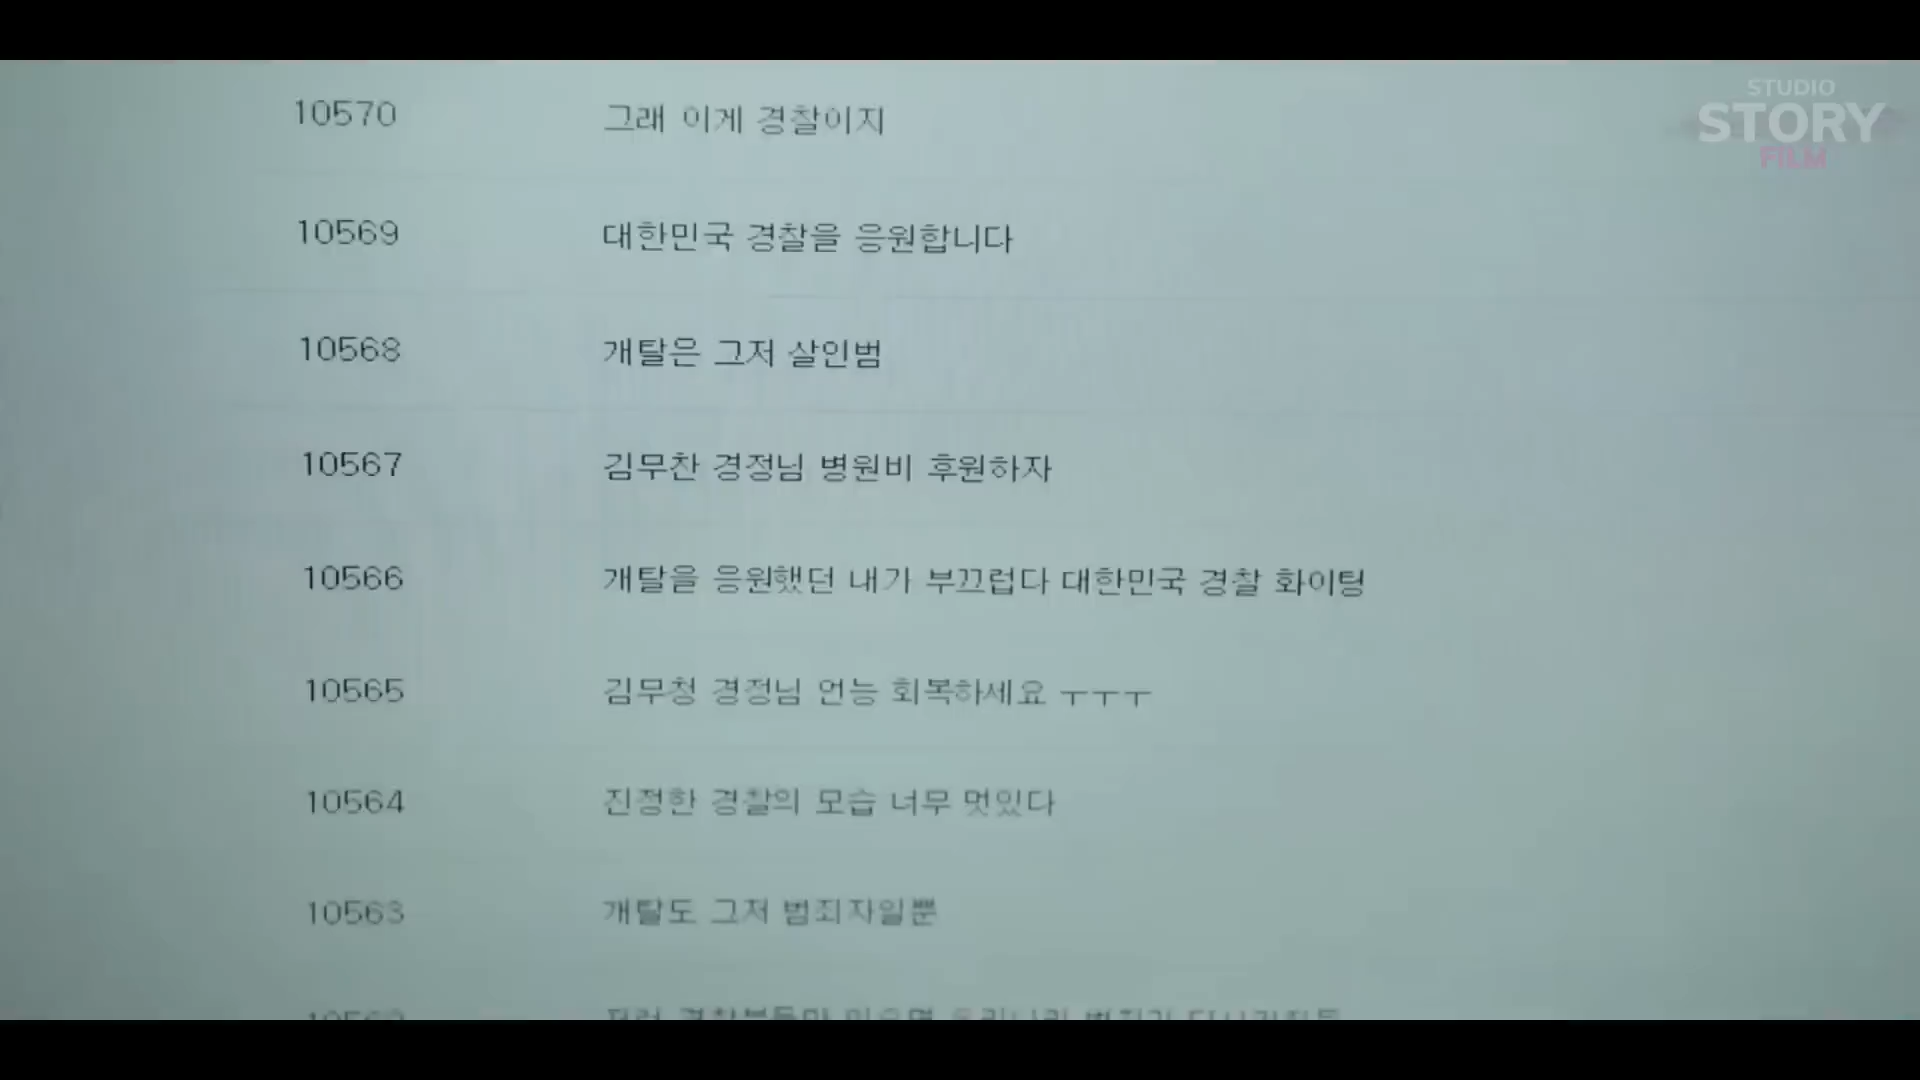 STUDIO
STORY
FILM
10570 그래 이게 경찰이지
10569 대한민국 경찰을 응원합니다
10568 개탈은 그저 살인범
10567 김무찬 경정님 병원비 후원하자
10566 개탈을 응원했던 내가 부끄럽다 대한민국 경찰 화이팅
10565 김무청 경정님 언능 회복하세요 ㅜㅜㅜ
10564 진정한 경찰의 모습 너무 멋있다
10563 개탈도 그저 범죄자일뿐